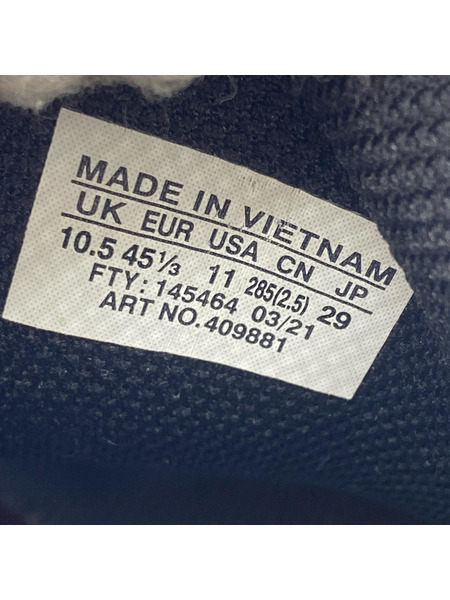 MADE IN VIETNAM
UK EUR USA CN JP
10.5 45⅓ 11 285(2.5) 29
FTY: 145464 03/21
ART NO.409881